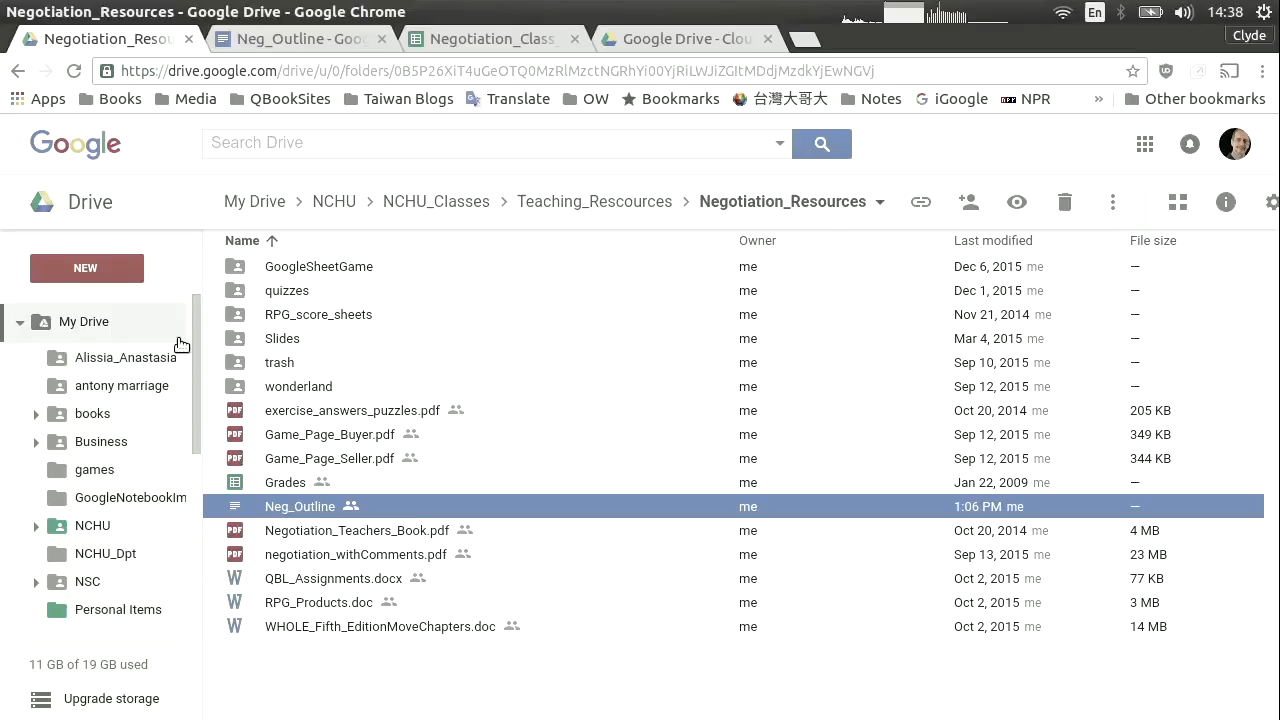 Negotiation_Resources - Google Drive - Google Chrome
En
14:38
Negotiation_Resou
Neg_Outline - Goo
Negotiation_Class_
Google Drive - Clou
Clyde
https://drive.google.com/drive/u/0/folders/0B5P26XiT4uGeOTQ0MzRlMzctNGRhYi00YjRiLWJiZGItMDdjMzdkYjEwNGVj
Apps
Books
Media
QBookSites
Taiwan Blogs
Translate
OW
Bookmarks
台灣大哥大
Notes
iGoogle
NPR
»
Other bookmarks
Google
Search Drive
Drive
My Drive > NCHU > NCHU_Classes > Teaching_Rescources > Negotiation_Resources
NEW
My Drive
Alissia_Anastasia
antony marriage
books
Business
games
GoogleNotebookIm
NCHU
NCHU_Dpt
NSC
Personal Items
11 GB of 19 GB used
Upgrade storage
Name Owner Last modified File size
GoogleSheetGame me Dec 6, 2015 me —
quizzes me Dec 1, 2015 me —
RPG_score_sheets me Nov 21, 2014 me —
Slides me Mar 4, 2015 me —
trash me Sep 10, 2015 me —
wonderland me Sep 12, 2015 me —
PDF exercise_answers_puzzles.pdf me Oct 20, 2014 me 205 KB
PDF Game_Page_Buyer.pdf me Sep 12, 2015 me 349 KB
PDF Game_Page_Seller.pdf me Sep 12, 2015 me 344 KB
Grades me Jan 22, 2009 me —
Neg_Outline me 1:06 PM me —
PDF Negotiation_Teachers_Book.pdf me Oct 20, 2014 me 4 MB
PDF negotiation_withComments.pdf me Sep 13, 2015 me 23 MB
W QBL_Assignments.docx me Oct 2, 2015 me 77 KB
W RPG_Products.doc me Oct 2, 2015 me 3 MB
W WHOLE_Fifth_EditionMoveChapters.doc me Oct 2, 2015 me 14 MB